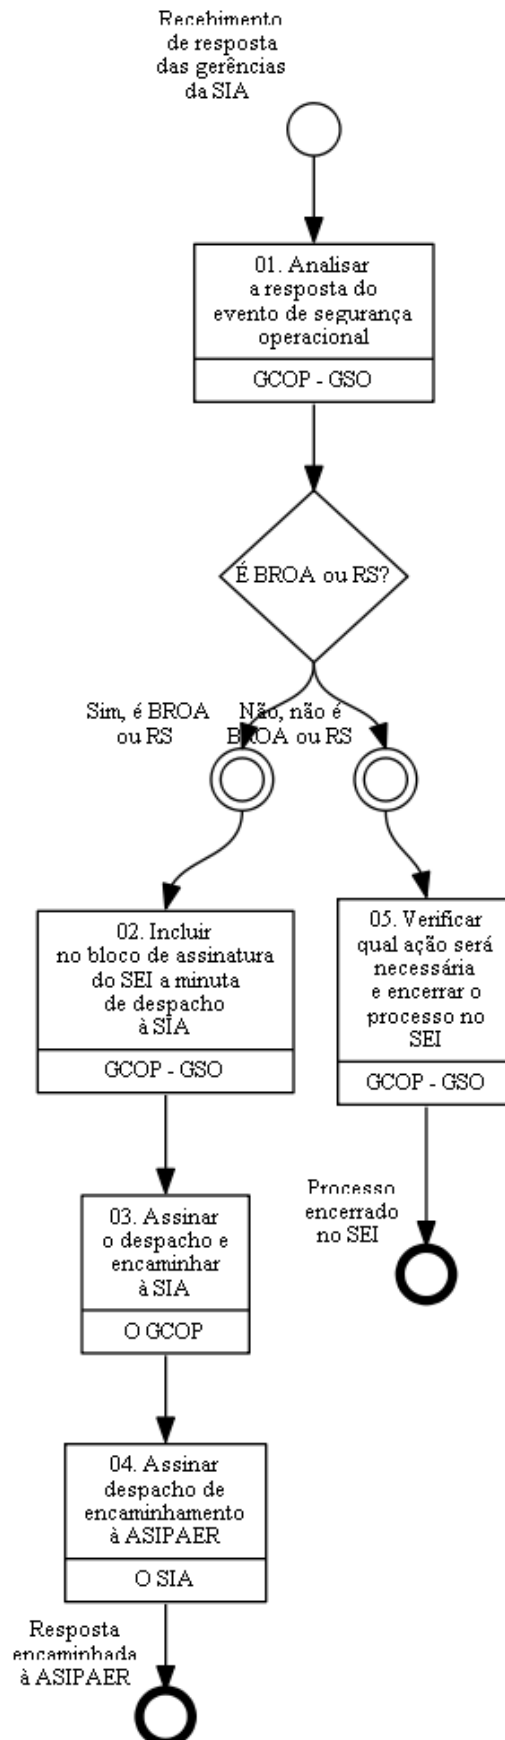 Recebimento
de resposta
das gerências
da SIA
01. Analisar
a resposta do
evento de segurança
operacional
GCOP - GSO
É BROA ou RS?
Sim, é BROA
ou RS
Não, não é
BROA ou RS
02. Incluir
no bloco de assinatura
do SEI a minuta
de despacho
à SIA
GCOP - GSO
05. Verificar
qual ação será
necessária
e encerrar o
processo no
SEI
GCOP - GSO
03. Assinar
o despacho e
encaminhar
à SIA
O GCOP
Processo
encerrado
no SEI
04. Assinar
despacho de
encaminhamento
à ASIPAER
O SIA
Resposta
encaminhada
à ASIPAER